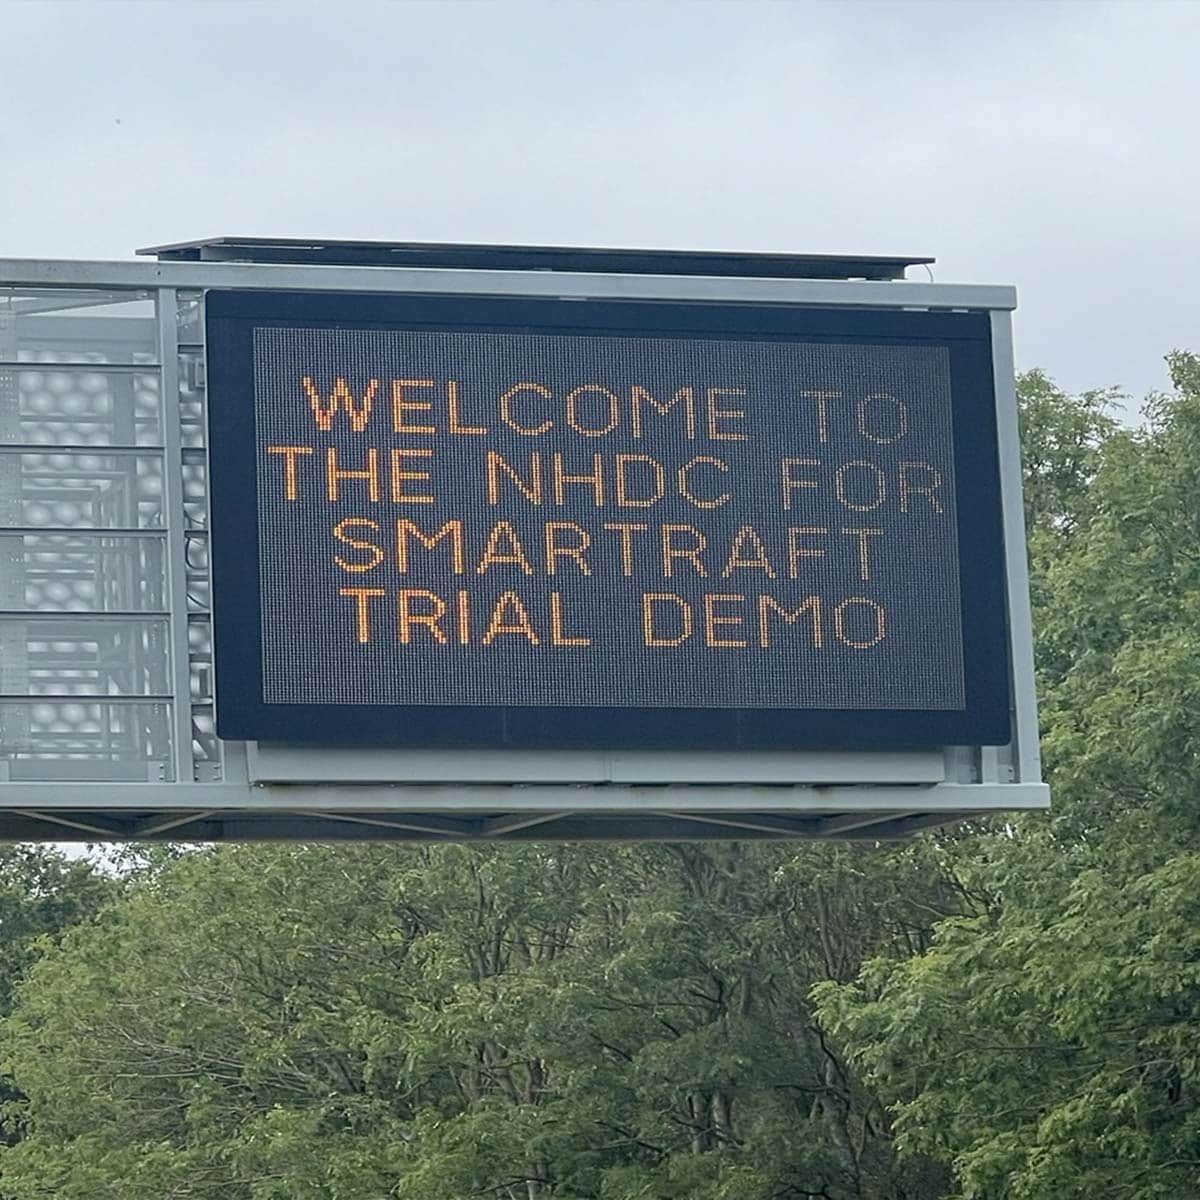 WELCOME TO
THE NHDC FOR
SMARTRAFT
TRIAL DEMO